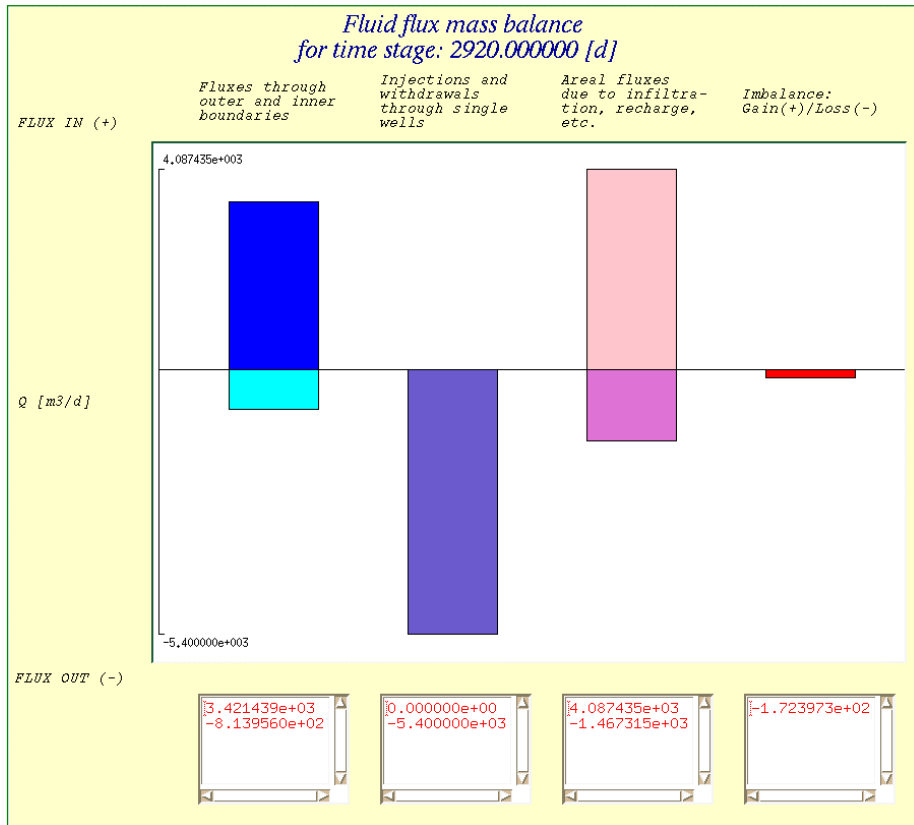 Fluid flux mass balance
for time stage: 2920.000000 [d]
Fluxes through
outer and inner
boundaries
Injections and
withdrawals
through single
wells
Areal fluxes
due to infiltra-
tion, recharge,
etc.
Imbalance:
Gain(+)/Loss(-)
FLUX IN (+)
4.087435e+003
Q [m3/d]
-5.400000e+003
FLUX OUT (-)
3.421439e+03
-8.139560e+02
0.000000e+00
-5.400000e+03
4.087435e+03
-1.467315e+03
-1.723973e+02